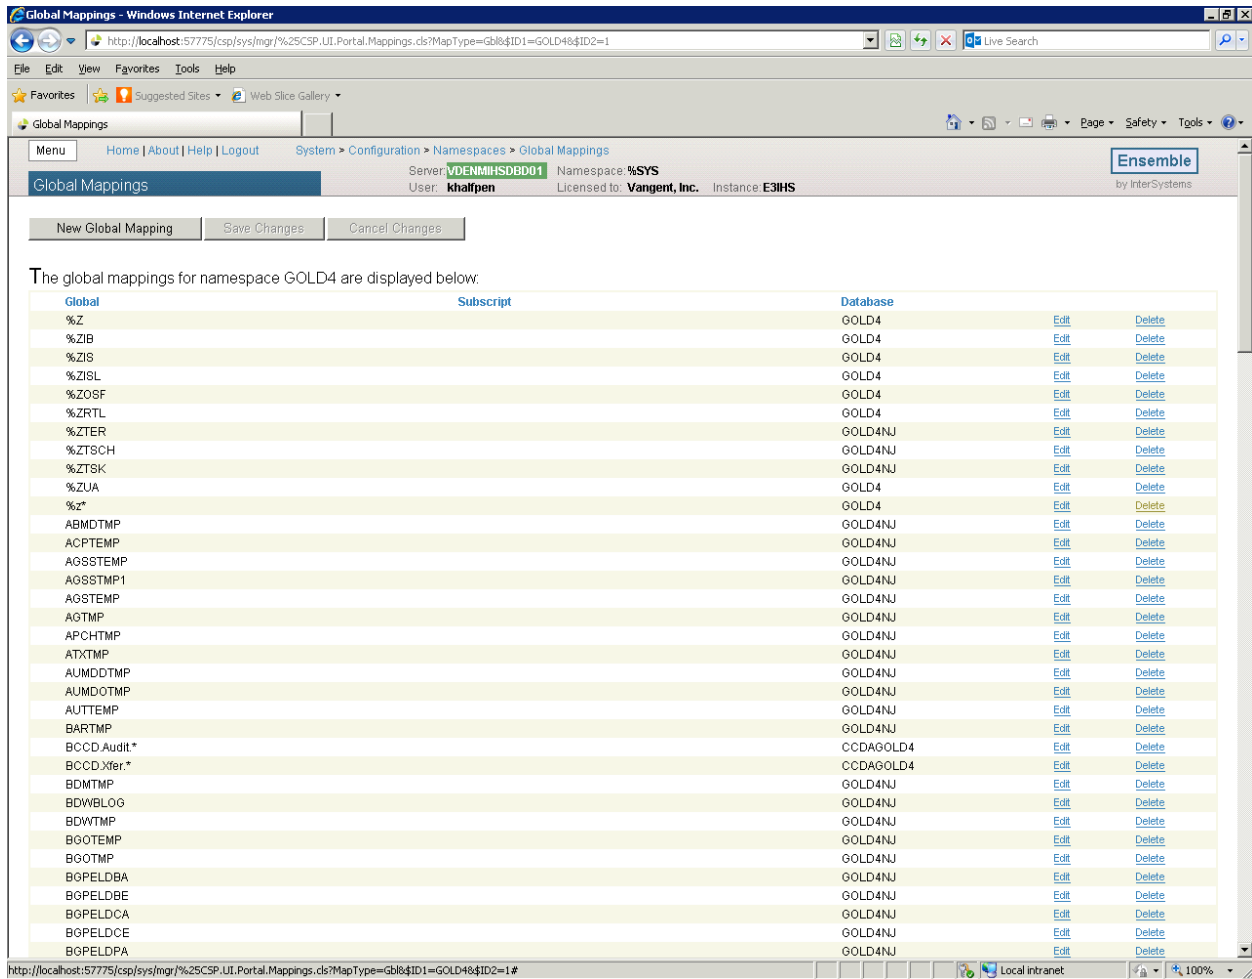 Global Mappings - Windows Internet Explorer
http://localhost:57775/csp/sys/mgr/%25CSP.UI.Portal.Mappings.cls?MapType=Gbl&$ID1=GOLD4&$ID2=1 Live Search
File Edit View Favorites Tools Help
Favorites Suggested Sites Web Slice Gallery
Global Mappings Page Safety Tools
Menu Home | About | Help | Logout System > Configuration > Namespaces > Global Mappings
Ensemble
by InterSystems
Server: VDENMIHSDBD01 Namespace: %SYS
Global Mappings User: khalfpen Licensed to: Vangent, Inc. Instance: E3IHS
New Global Mapping Save Changes Cancel Changes
The global mappings for namespace GOLD4 are displayed below:
Global Subscript Database
%Z GOLD4 Edit Delete
%ZIB GOLD4 Edit Delete
%ZIS GOLD4 Edit Delete
%ZISL GOLD4 Edit Delete
%ZOSF GOLD4 Edit Delete
%ZRTL GOLD4 Edit Delete
%ZTER GOLD4NJ Edit Delete
%ZTSCH GOLD4NJ Edit Delete
%ZTSK GOLD4NJ Edit Delete
%ZUA GOLD4 Edit Delete
%z* GOLD4 Edit Delete
ABMDTMP GOLD4NJ Edit Delete
ACPTEMP GOLD4NJ Edit Delete
AGSSTEMP GOLD4NJ Edit Delete
AGSSTMP1 GOLD4NJ Edit Delete
AGSTEMP GOLD4NJ Edit Delete
AGTMP GOLD4NJ Edit Delete
APCHTMP GOLD4NJ Edit Delete
ATXTMP GOLD4NJ Edit Delete
AUMDDTMP GOLD4NJ Edit Delete
AUMDOTMP GOLD4NJ Edit Delete
AUTTEMP GOLD4NJ Edit Delete
BARTMP GOLD4NJ Edit Delete
BCCD.Audit.* CCDAGOLD4 Edit Delete
BCCD.Xfer.* CCDAGOLD4 Edit Delete
BDMTMP GOLD4NJ Edit Delete
BDWBLOG GOLD4NJ Edit Delete
BDWTMP GOLD4NJ Edit Delete
BGOTEMP GOLD4NJ Edit Delete
BGOTMP GOLD4NJ Edit Delete
BGPELDBA GOLD4NJ Edit Delete
BGPELDBE GOLD4NJ Edit Delete
BGPELDCA GOLD4NJ Edit Delete
BGPELDCE GOLD4NJ Edit Delete
BGPELDPA GOLD4NJ Edit Delete
http://localhost:57775/csp/sys/mgr/%25CSP.UI.Portal.Mappings.cls?MapType=Gbl&$ID1=GOLD4&$ID2=1# Local intranet 100%